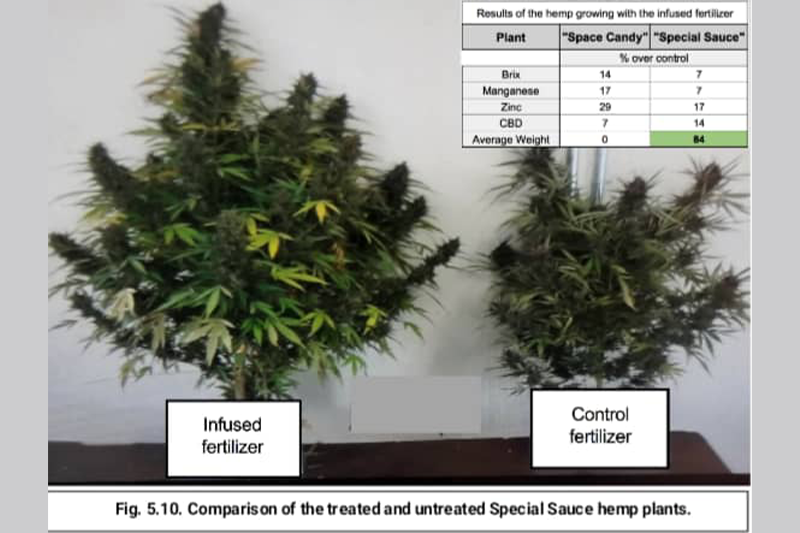 Results of the hemp growing with the infused fertilizer
Plant "Space Candy" "Special Sauce"
% over control
Brix 14 7
Manganese 17 7
Zinc 29 17
CBD 7 14
Average Weight 0 84
Infused
fertilizer
Control
fertilizer
Fig. 5.10. Comparison of the treated and untreated Special Sauce hemp plants.